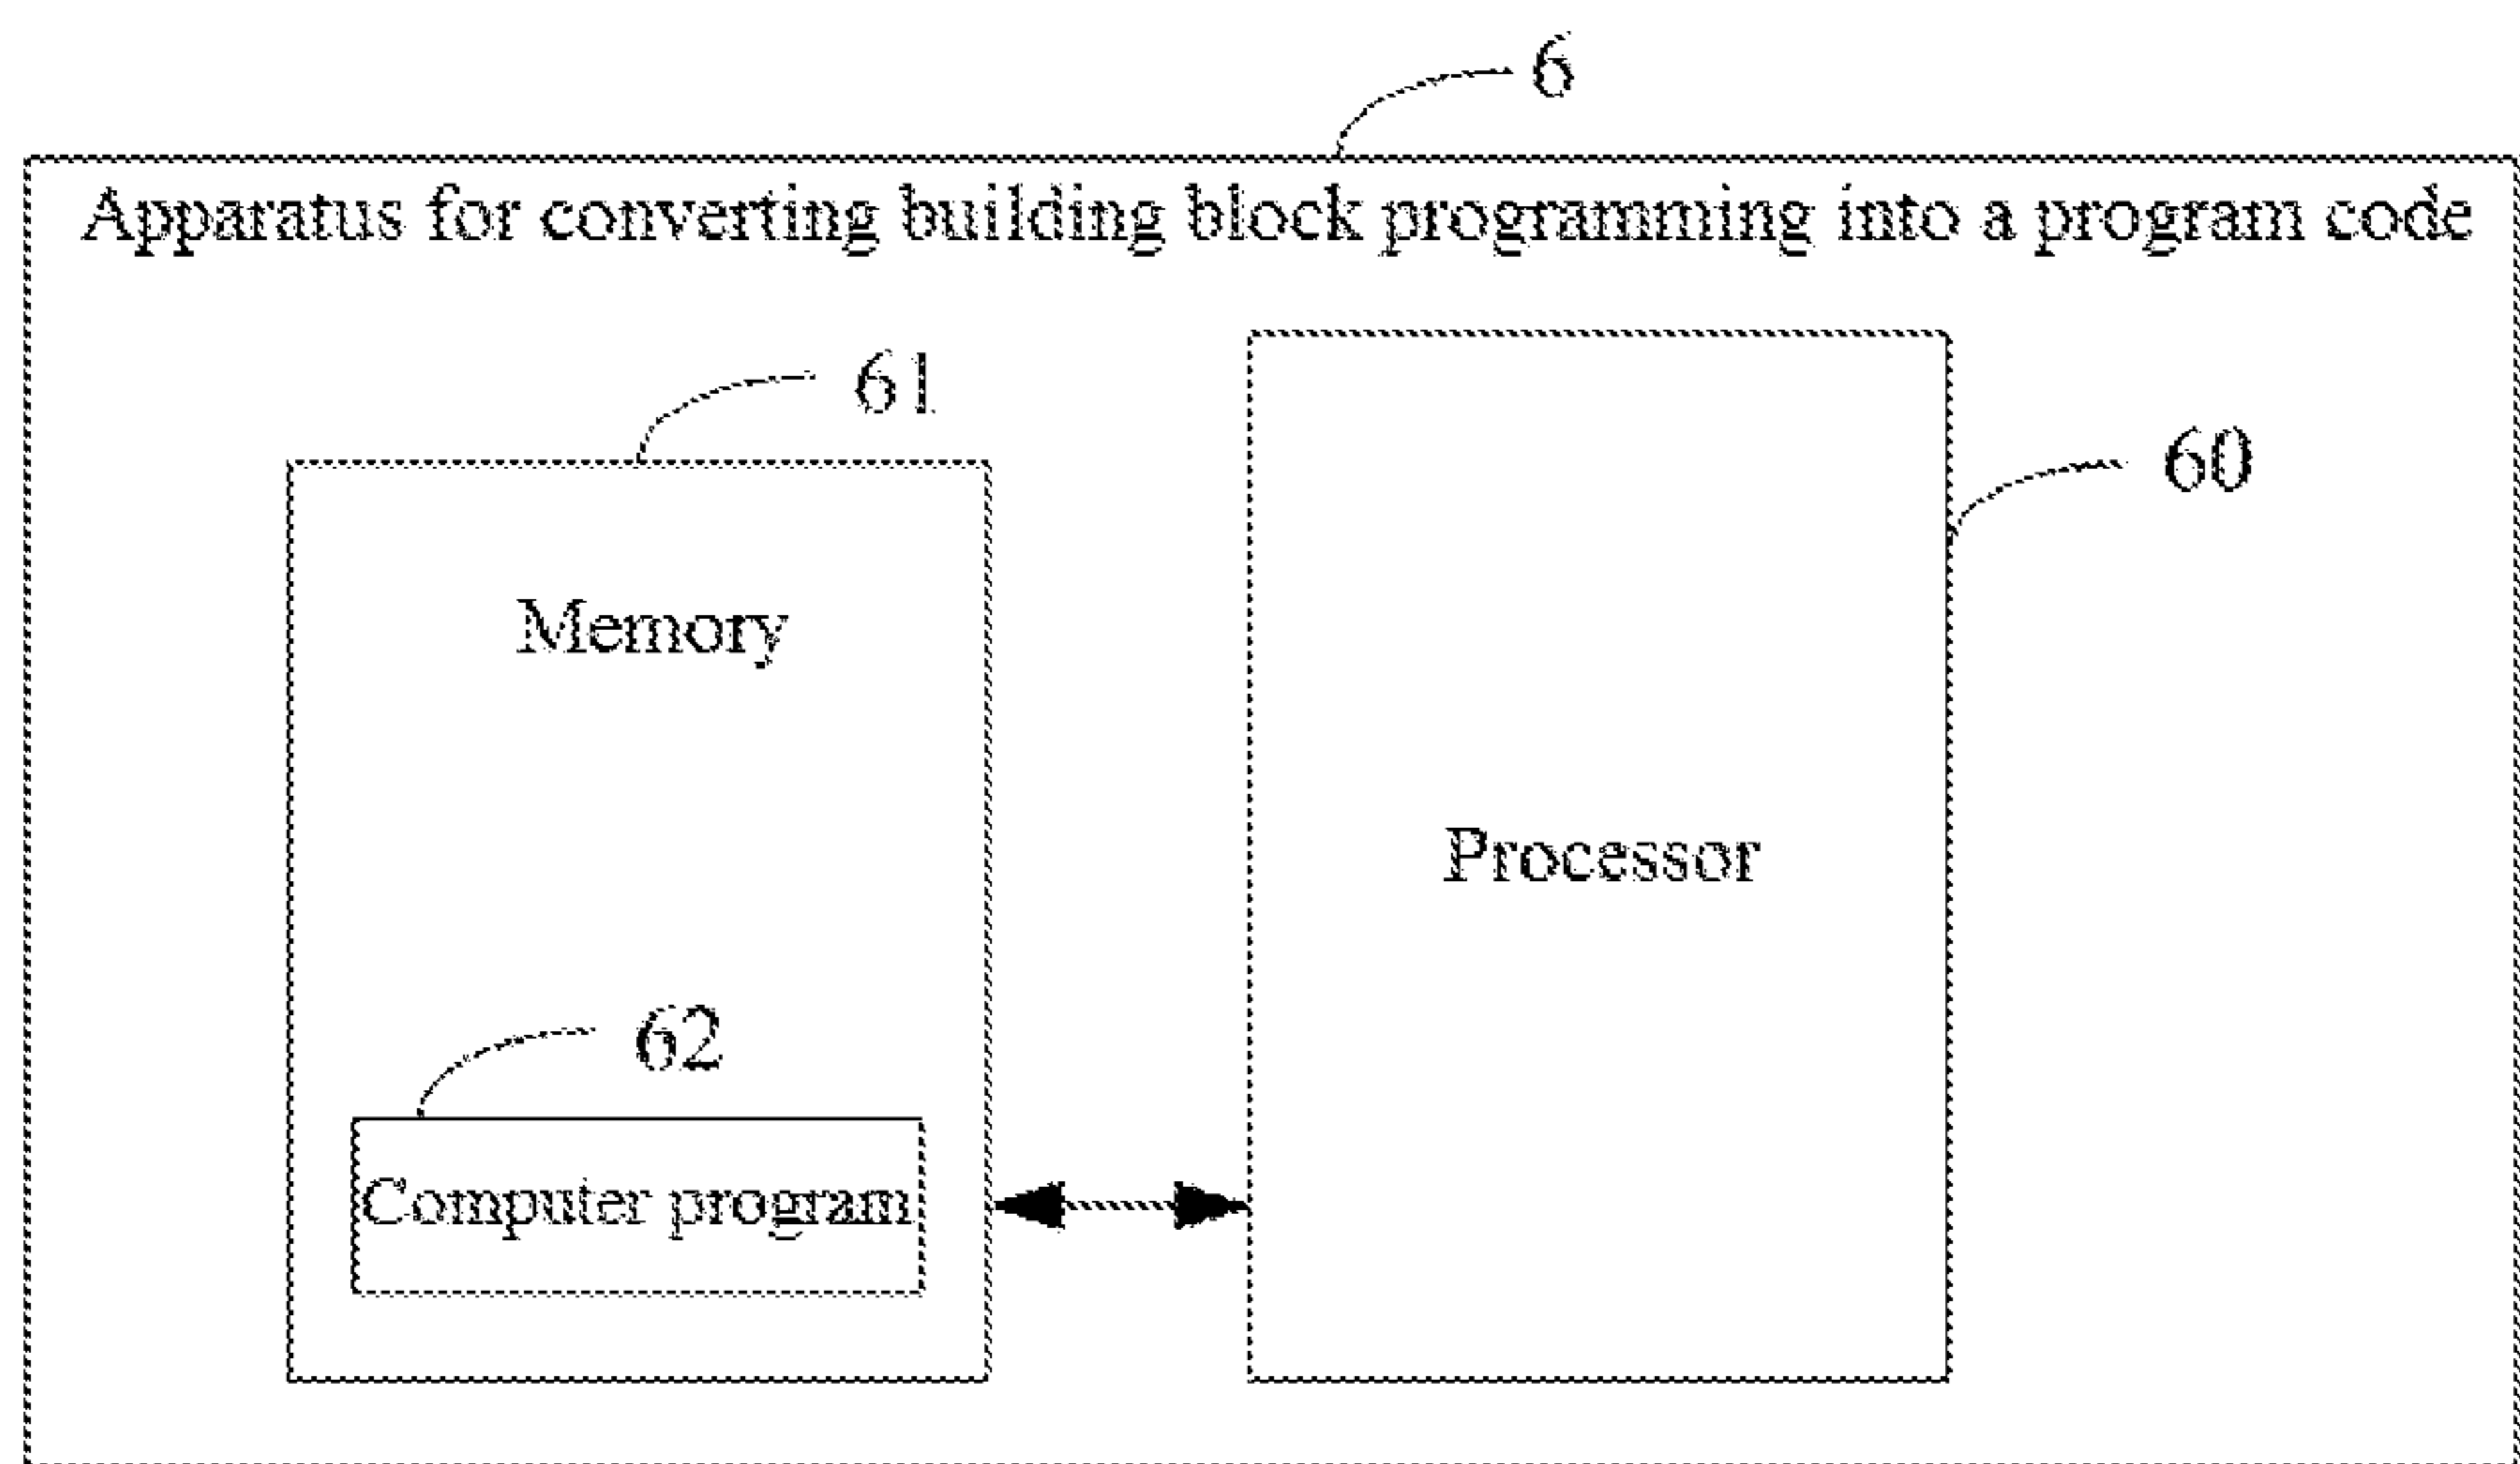 6
Apparatus for converting building block programming into a program code
61
60
Memory
Processor
62
Computer program